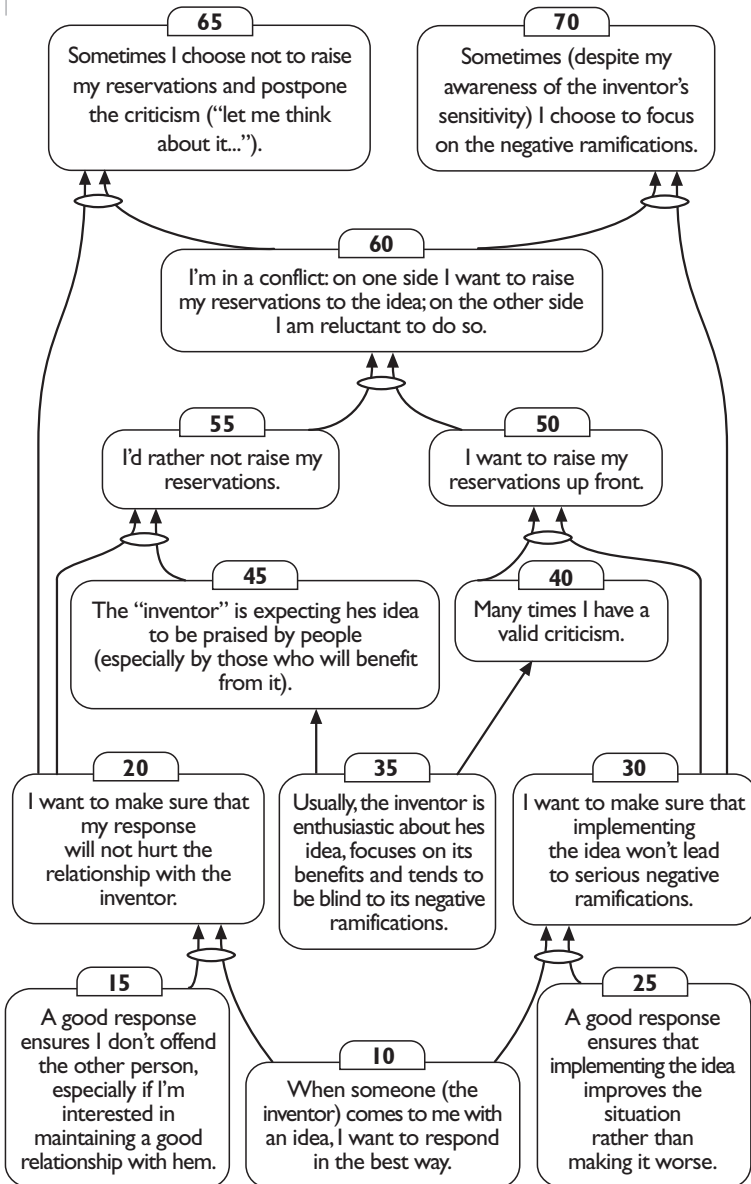 65
Sometimes I choose not to raise
my reservations and postpone
the criticism (“let me think
about it...”).
70
Sometimes (despite my
awareness of the inventor’s
sensitivity) I choose to focus
on the negative ramifications.
60
I’m in a conflict: on one side I want to raise
my reservations to the idea; on the other side
I am reluctant to do so.
55
I’d rather not raise my
reservations.
50
I want to raise my
reservations up front.
45
The “inventor” is expecting hes idea
to be praised by people
(especially by those who will benefit
from it).
40
Many times I have a
valid criticism.
20
I want to make sure that
my response
will not hurt the
relationship with the
inventor.
35
Usually, the inventor is
enthusiastic about hes
idea, focuses on its
benefits and tends to
be blind to its negative
ramifications.
30
I want to make sure that
implementing
the idea won’t lead
to serious negative
ramifications.
15
A good response
ensures I don’t offend
the other person,
especially if I’m
interested in
maintaining a good
relationship with hem.
10
When someone (the
inventor) comes to me with
an idea, I want to respond
in the best way.
25
A good response
ensures that
implementing the idea
improves the
situation
rather than
making it worse.